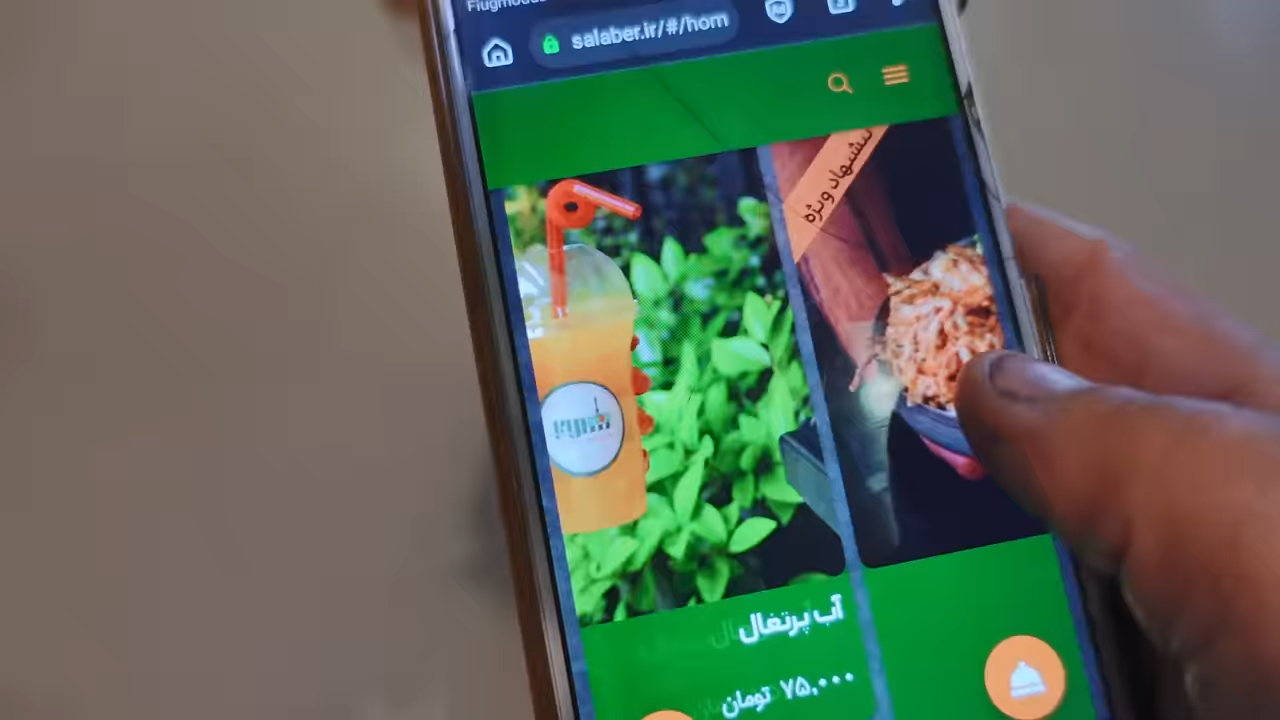 salaber.ir/#/hom
پیشنهاد ویژه
آب پرتغال
۷۵,۰۰۰ تومان